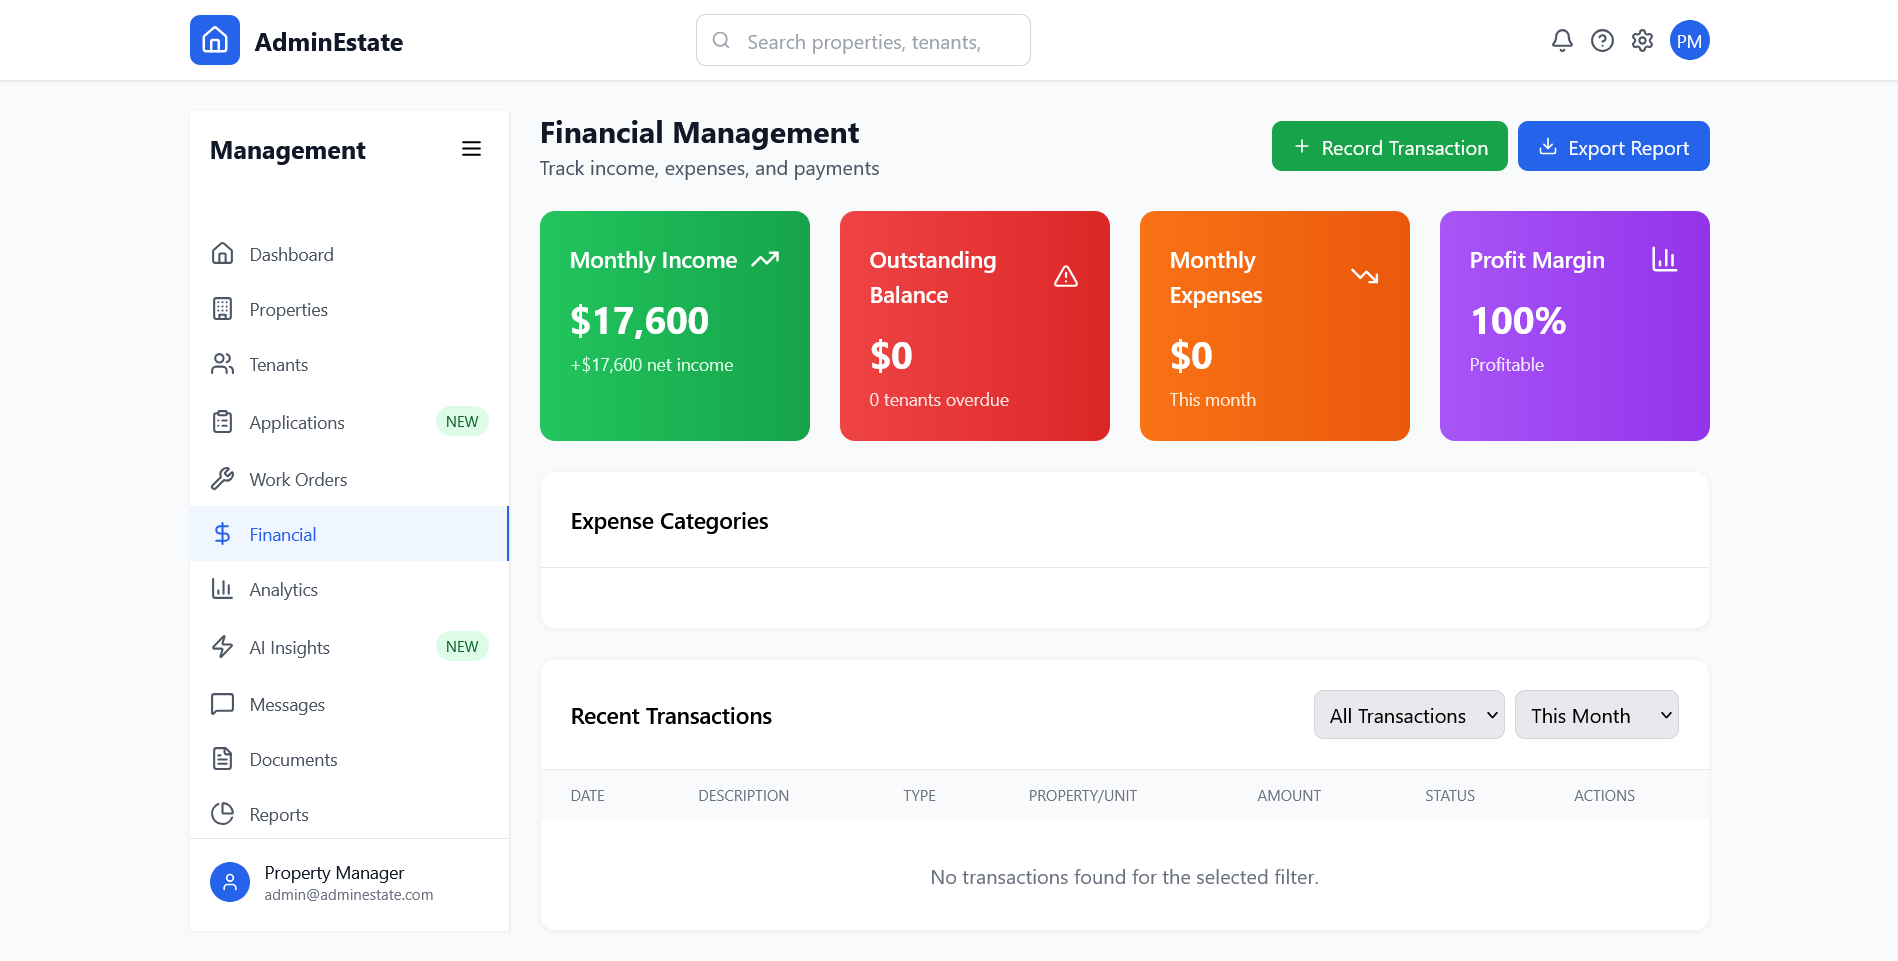 AdminEstate
Search properties, tenants,
PM
Management
Dashboard
Properties
Tenants
Applications NEW
Work Orders
Financial
Analytics
AI Insights NEW
Messages
Documents
Reports
Property Manager
admin@adminestate.com
Financial Management
Track income, expenses, and payments
Record Transaction
Export Report
Monthly Income
$17,600
+$17,600 net income
Outstanding
Balance
$0
0 tenants overdue
Monthly
Expenses
$0
This month
Profit Margin
100%
Profitable
Expense Categories
Recent Transactions
All Transactions
This Month
DATE DESCRIPTION TYPE PROPERTY/UNIT AMOUNT STATUS ACTIONS
No transactions found for the selected filter.